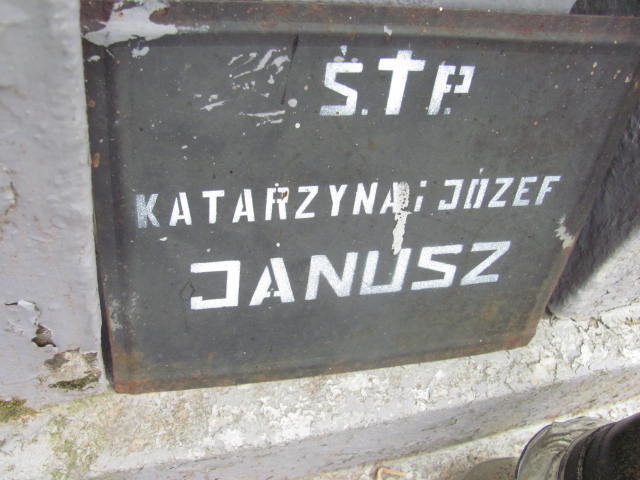 Ś.✝P.
KATARZYNA i JÓZEF
JANUSZ